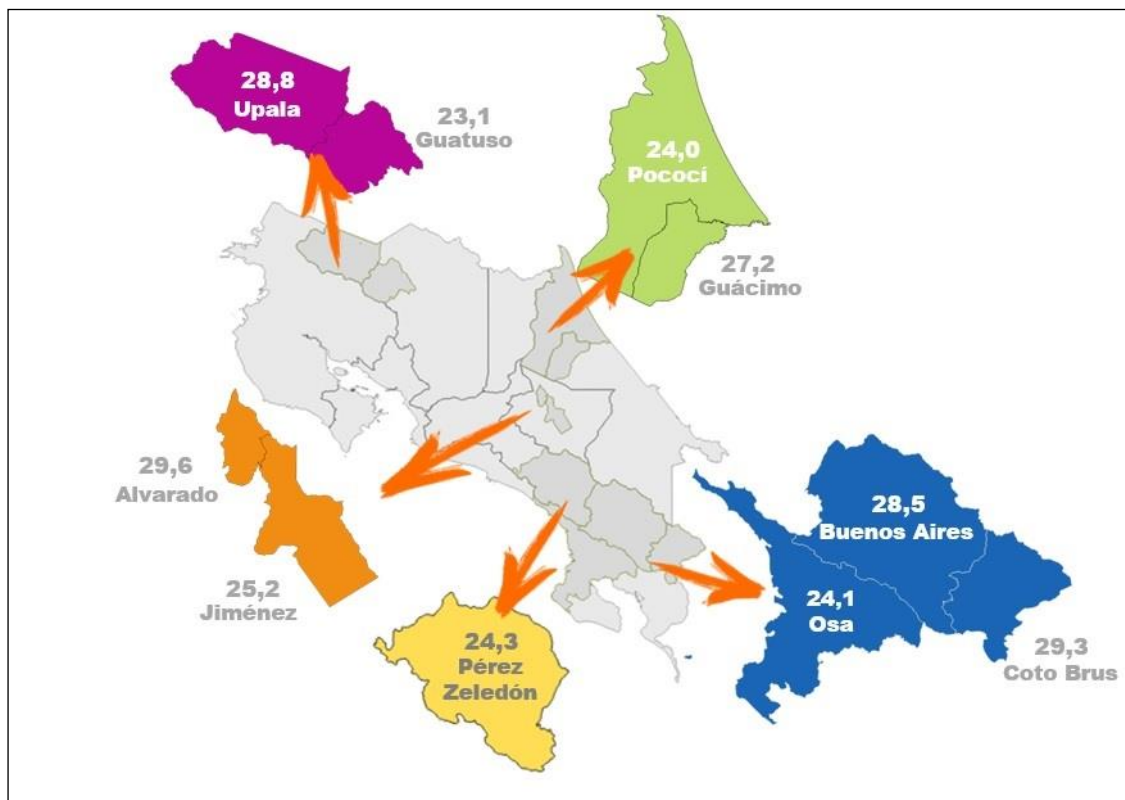 28,8
Upala
23,1
Guatuso
24,0
Pococí
27,2
Guácimo
29,6
Alvarado
25,2
Jiménez
24,3
Pérez
Zeledón
28,5
Buenos Aires
24,1
Osa
29,3
Coto Brus